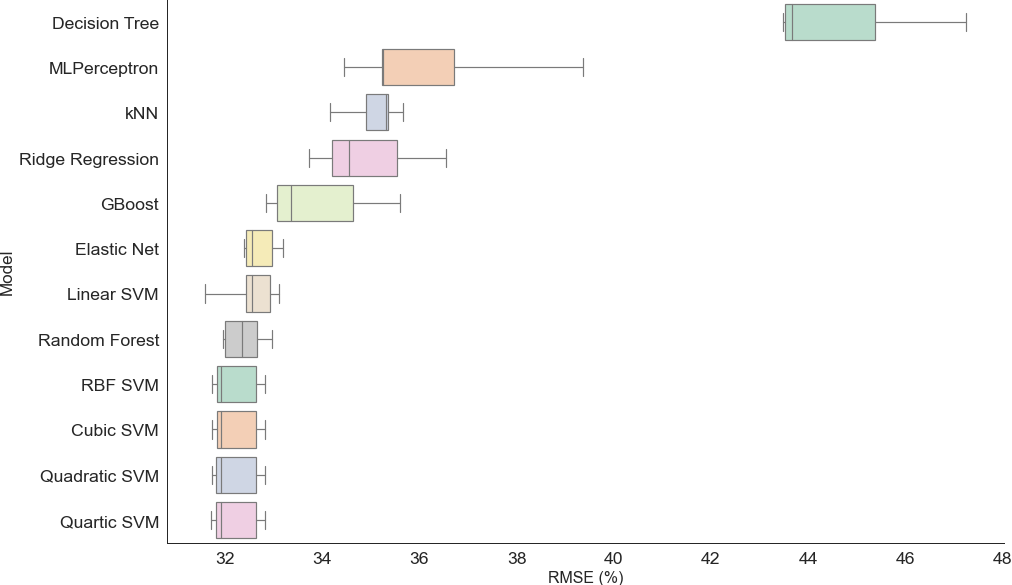 Decision Tree
MLPerceptron
kNN
Ridge Regression
GBoost
Elastic Net
Linear SVM
Random Forest
RBF SVM
Cubic SVM
Quadratic SVM
Quartic SVM
Model
32 34 36 38 40 42 44 46 48
RMSE (%)